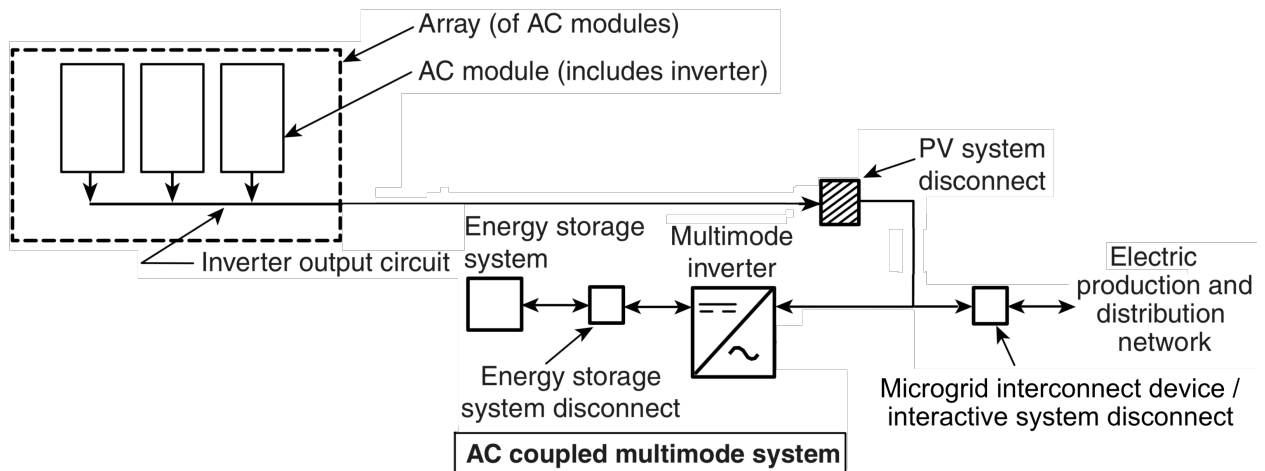 Array (of AC modules)
AC module (includes inverter)
PV system
disconnect
Inverter output circuit
Energy storage
system
Multimode
inverter
Electric
production and
distribution
network
Energy storage
system disconnect
Microgrid interconnect device /
interactive system disconnect
AC coupled multimode system